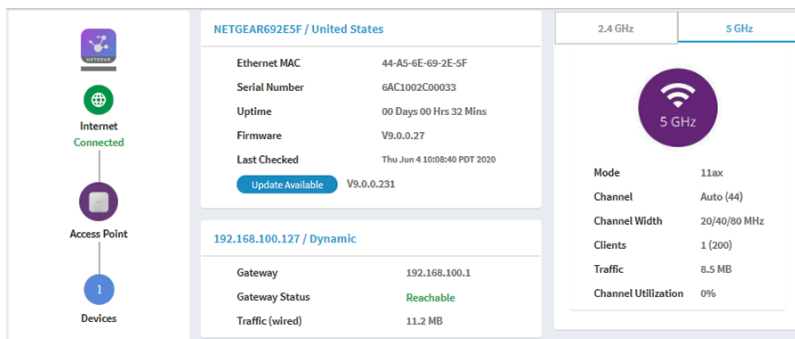 NETGEAR
Internet
Connected
Access Point
1
Devices
NETGEAR692E5F / United States
Ethernet MAC 44-A5-6E-69-2E-5F
Serial Number 6AC1002C00033
Uptime 00 Days 00 Hrs 32 Mins
Firmware V9.0.0.27
Last Checked Thu Jun 4 10:08:40 PDT 2020
Update Available V9.0.0.231
192.168.100.127 / Dynamic
Gateway 192.168.100.1
Gateway Status Reachable
Traffic (wired) 11.2 MB
2.4 GHz 5 GHz
5 GHz
Mode 11ax
Channel Auto (44)
Channel Width 20/40/80 MHz
Clients 1 (200)
Traffic 8.5 MB
Channel Utilization 0%